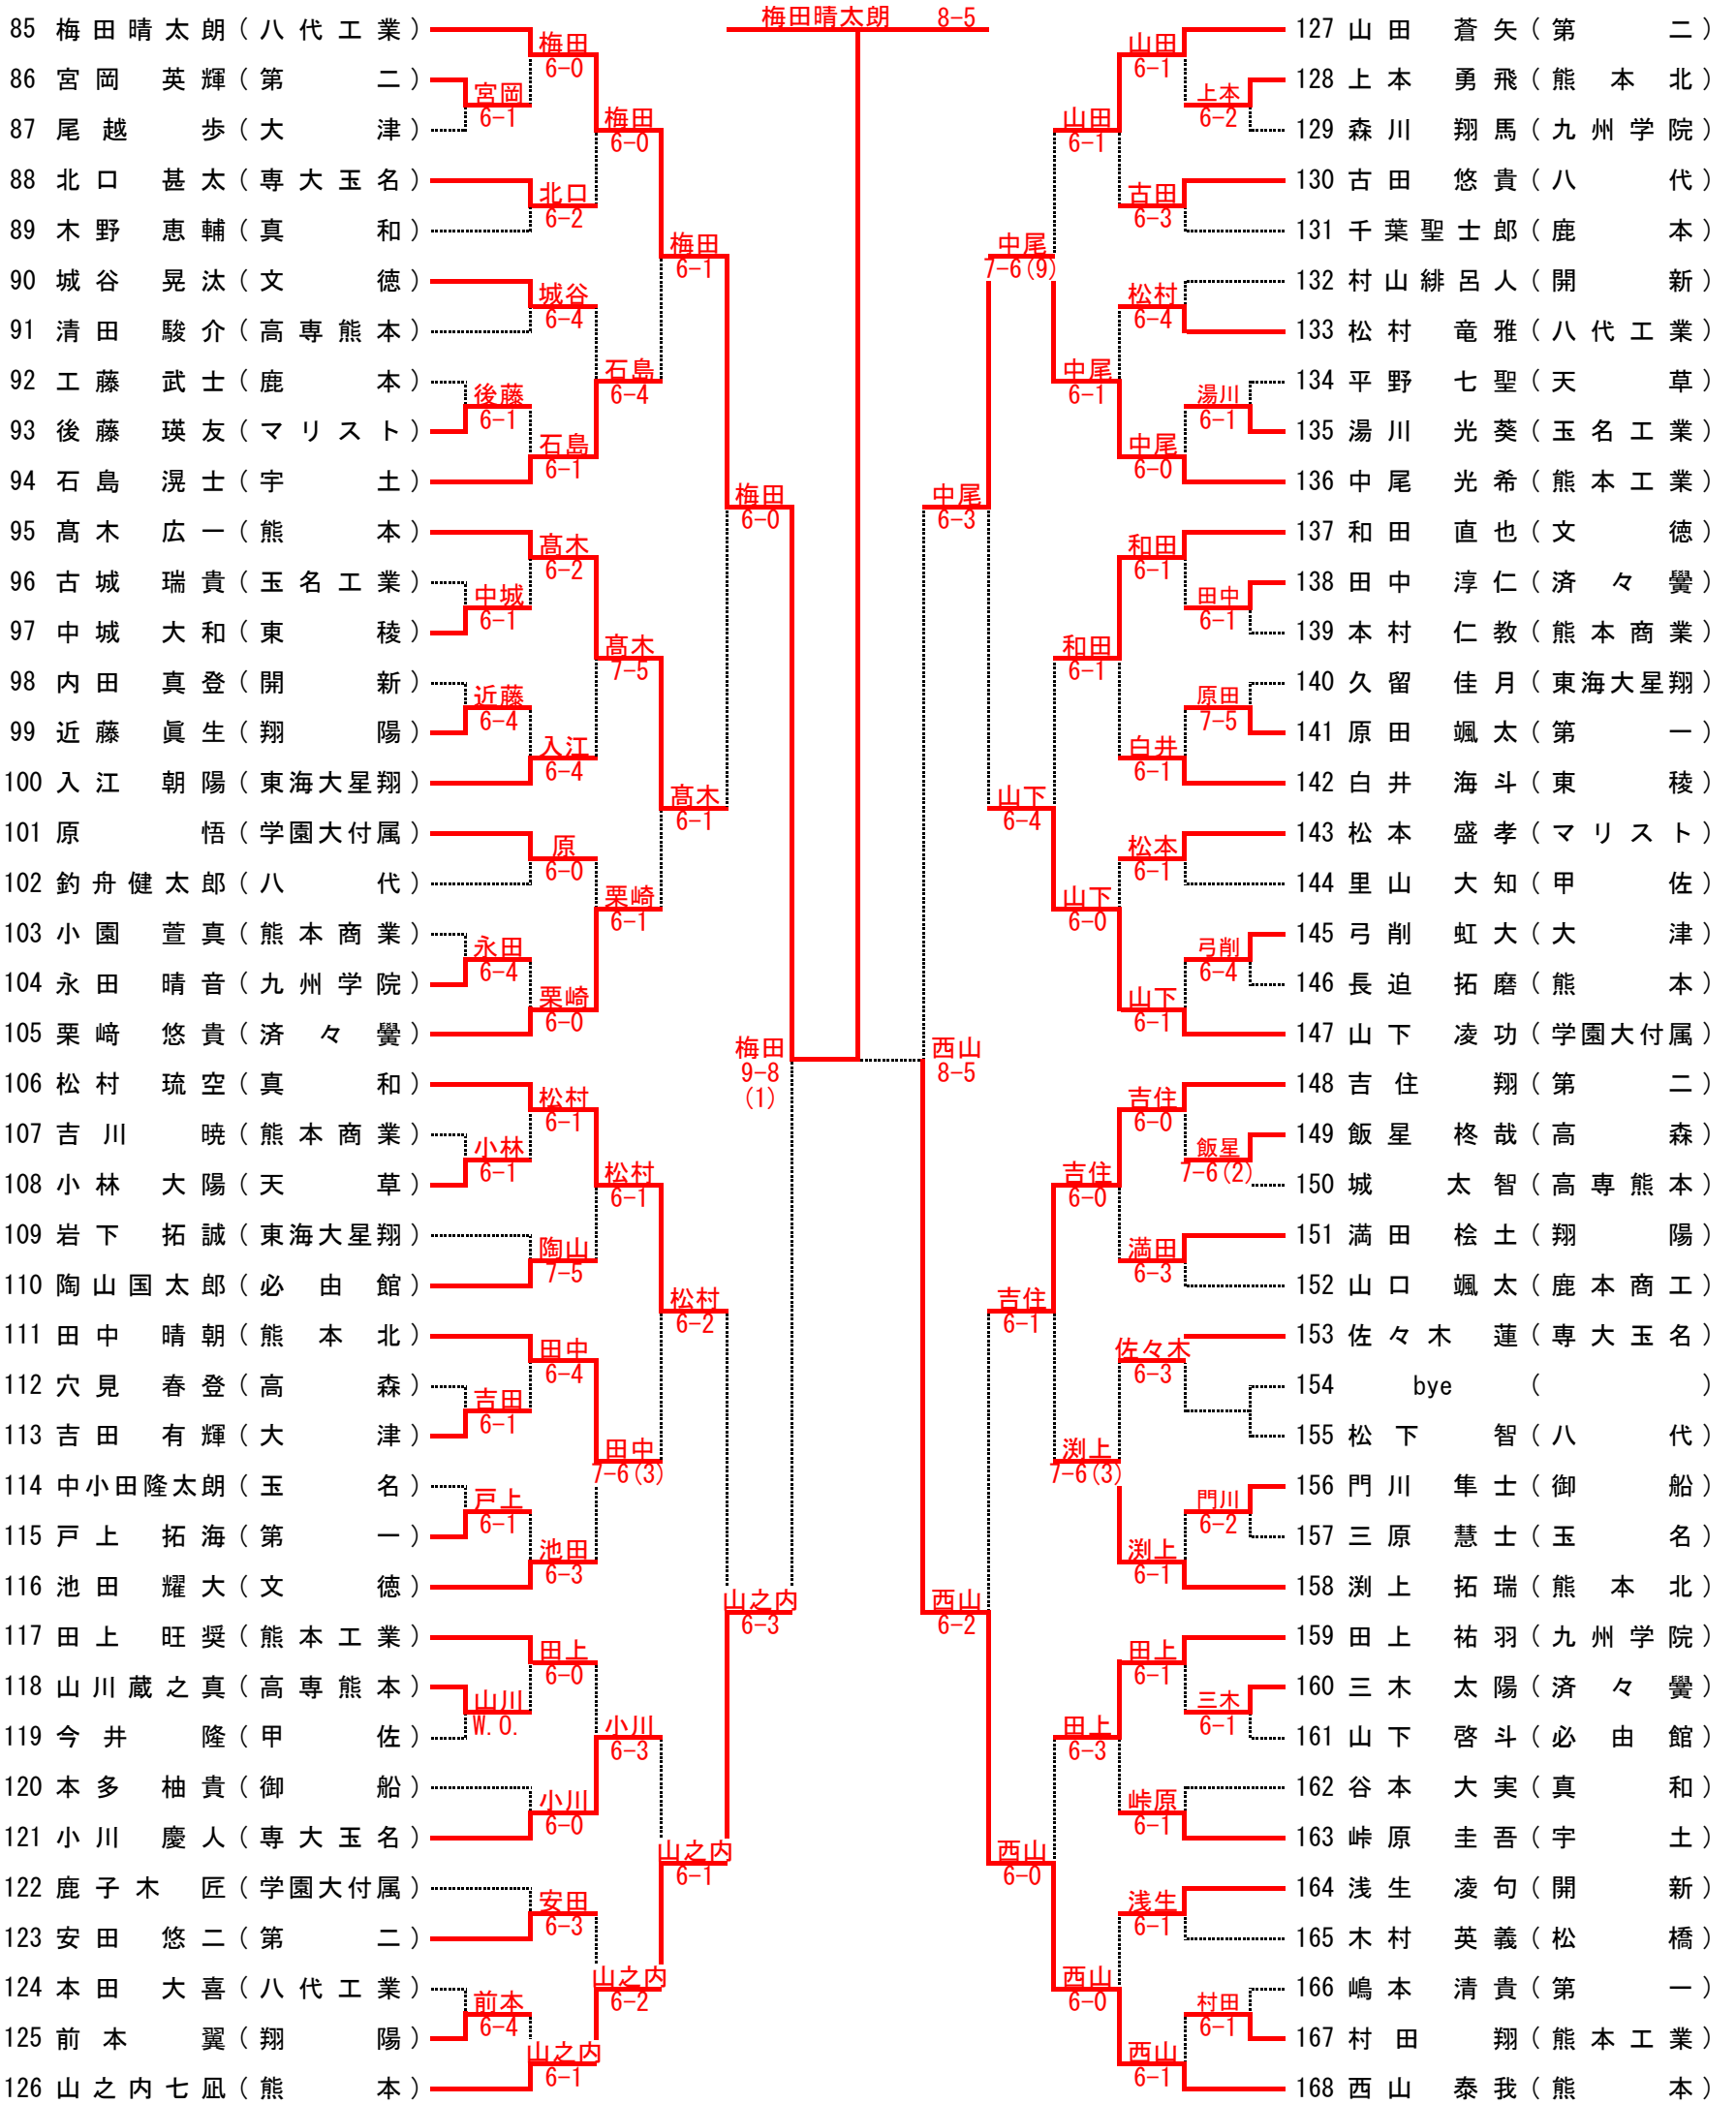 梅田晴太朗 8-5
85 梅田晴太朗(八代工業)
86 宮岡 英輝(第二)
87 尾越 歩(大津)
88 北口 甚太(専大玉名)
89 木野 恵輔(真和)
90 城谷 晃汰(文徳)
91 清田 駿介(高専熊本)
92 工藤 武士(鹿本)
93 後藤 瑛友(マリスト)
94 石島 滉士(宇土)
95 髙木 広一(熊本)
96 古城 瑞貴(玉名工業)
97 中城 大和(東稜)
98 内田 真登(開新)
99 近藤 眞生(翔陽)
100 入江 朝陽(東海大星翔)
101 原 悟(学園大付属)
102 釣舟健太郎(八代)
103 小園 萱真(熊本商業)
104 永田 晴音(九州学院)
105 栗﨑 悠貴(済々黌)
106 松村 琉空(真和)
107 吉川 暁(熊本商業)
108 小林 大陽(天草)
109 岩下 拓誠(東海大星翔)
110 陶山国太郎(必由館)
111 田中 晴朝(熊本北)
112 穴見 春登(高森)
113 吉田 有輝(大津)
114 中小田隆太朗(玉名)
115 戸上 拓海(第一)
116 池田 耀大(文徳)
117 田上 旺奨(熊本工業)
118 山川蔵之真(高専熊本)
119 今井 隆(甲佐)
120 本多 柚貴(御船)
121 小川 慶人(専大玉名)
122 鹿子木 匠(学園大付属)
123 安田 悠二(第二)
124 本田 大喜(八代工業)
125 前本 翼(翔陽)
126 山之内七凪(熊本)
宮岡
6-1
後藤
6-1
中城
6-1
近藤
6-4
永田
6-4
小林
6-1
吉田
6-1
戸上
6-1
山川
W.O.
前本
6-4
梅田
6-0
北口
6-2
城谷
6-4
石島
6-1
髙木
6-2
入江
6-4
原
6-0
栗崎
6-0
松村
6-1
陶山
7-5
田中
6-4
池田
6-3
田上
6-0
小川
6-0
安田
6-3
山之内
6-1
梅田
6-0
石島
6-4
髙木
7-5
栗崎
6-1
松村
6-1
田中
7-6(3)
小川
6-3
山之内
6-2
梅田
6-1
髙木
6-1
松村
6-2
山之内
6-1
梅田
6-0
山之内
6-3
梅田
9-8
(1)
西山
8-5
中尾
6-3
西山
6-2
中尾
7-6(9)
山下
6-4
吉住
6-1
西山
6-0
山田
6-1
中尾
6-1
和田
6-1
山下
6-0
吉住
6-0
渕上
7-6(3)
田上
6-3
西山
6-0
山田
6-1
古田
6-3
松村
6-4
中尾
6-0
和田
6-1
白井
6-1
松本
6-1
山下
6-1
吉住
6-0
満田
6-3
佐々木
6-3
渕上
6-1
田上
6-1
峠原
6-1
浅生
6-1
西山
6-1
上本
6-2
湯川
6-1
田中
6-1
原田
7-5
弓削
6-4
飯星
7-6(2)
門川
6-2
三木
6-1
村田
6-1
127 山田 蒼矢(第二)
128 上本 勇飛(熊本北)
129 森川 翔馬(九州学院)
130 古田 悠貴(八代)
131 千葉聖士郎(鹿本)
132 村山緋呂人(開新)
133 松村 竜雅(八代工業)
134 平野 七聖(天草)
135 湯川 光葵(玉名工業)
136 中尾 光希(熊本工業)
137 和田 直也(文徳)
138 田中 淳仁(済々黌)
139 本村 仁教(熊本商業)
140 久留 佳月(東海大星翔)
141 原田 颯太(第一)
142 白井 海斗(東稜)
143 松本 盛孝(マリスト)
144 里山 大知(甲佐)
145 弓削 虹大(大津)
146 長迫 拓磨(熊本)
147 山下 凌功(学園大付属)
148 吉住 翔(第二)
149 飯星 柊哉(高森)
150 城 太智(高専熊本)
151 満田 桧土(翔陽)
152 山口 颯太(鹿本商工)
153 佐々木 蓮(専大玉名)
154 bye ( )
155 松下 智(八代)
156 門川 隼士(御船)
157 三原 慧士(玉名)
158 渕上 拓瑞(熊本北)
159 田上 祐羽(九州学院)
160 三木 太陽(済々黌)
161 山下 啓斗(必由館)
162 谷本 大実(真和)
163 峠原 圭吾(宇土)
164 浅生 凌句(開新)
165 木村 英義(松橋)
166 嶋本 清貴(第一)
167 村田 翔(熊本工業)
168 西山 泰我(熊本)